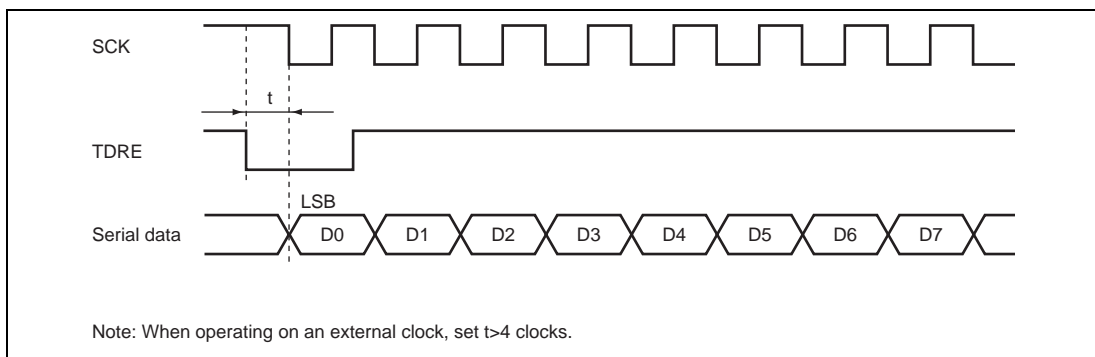 SCK
t
TDRE
LSB
Serial data D0 D1 D2 D3 D4 D5 D6 D7
Note: When operating on an external clock, set t>4 clocks.